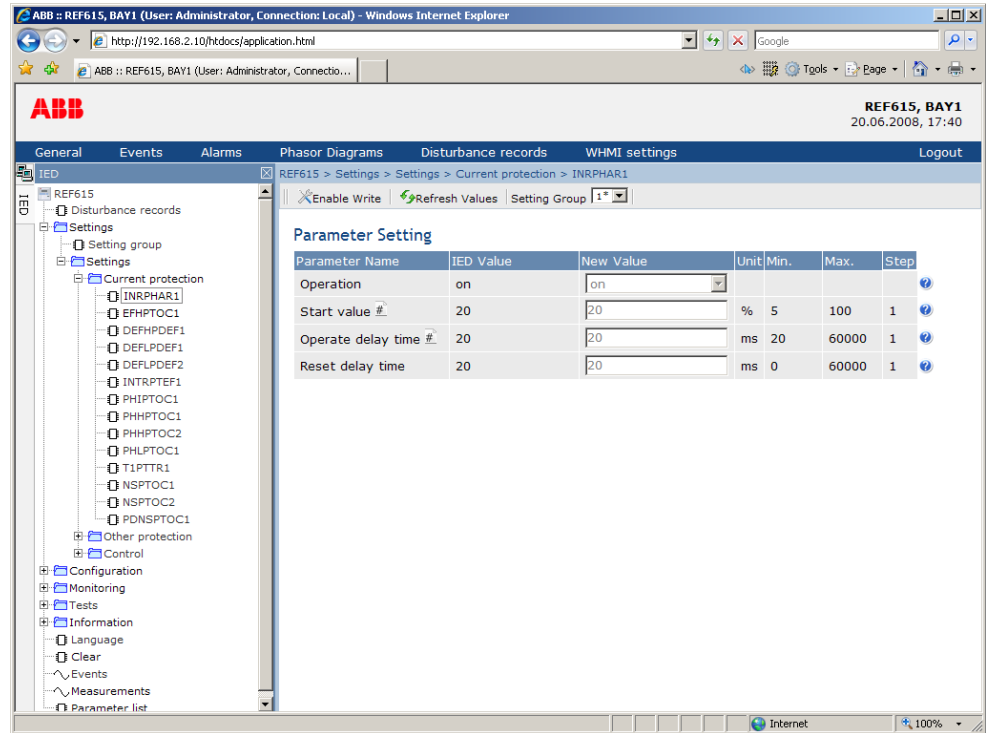 ABB :: REF615, BAY1 (User: Administrator, Connection: Local) - Windows Internet Explorer
http://192.168.2.10/htdocs/application.html
Google
ABB :: REF615, BAY1 (User: Administrator, Connectio...
Tools
Page
ABB
REF615, BAY1
20.06.2008, 17:40
General Events Alarms Phasor Diagrams Disturbance records WHMI settings Logout
IED
IED
REF615
Disturbance records
Settings
Setting group
Settings
Current protection
INRPHAR1
EFHPTOC1
DEFHPDEF1
DEFLPDEF1
DEFLPDEF2
INTRPTEF1
PHIPTOC1
PHHPTOC1
PHHPTOC2
PHLPTOC1
T1PTTR1
NSPTOC1
NSPTOC2
PDNSPTOC1
Other protection
Control
Configuration
Monitoring
Tests
Information
Language
Clear
Events
Measurements
Parameter list
REF615 > Settings > Settings > Current protection > INRPHAR1
Enable Write Refresh Values Setting Group 1*
Parameter Setting
Parameter Name IED Value New Value Unit Min. Max. Step
Operation on on ?
Start value # 20 20 % 5 100 1 ?
Operate delay time # 20 20 ms 20 60000 1 ?
Reset delay time 20 20 ms 0 60000 1 ?
Internet
100%